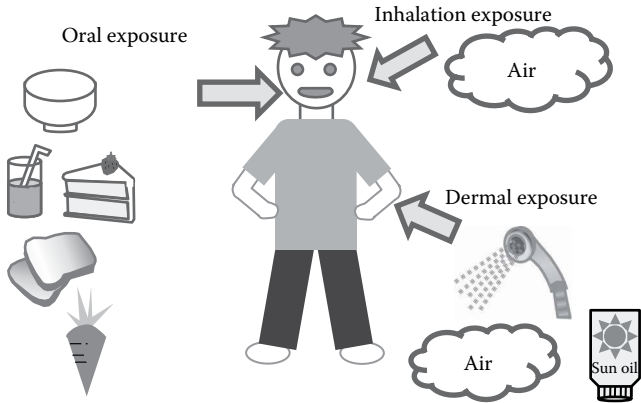 Inhalation exposure
Oral exposure
Air
Dermal exposure
Air
Sun oil